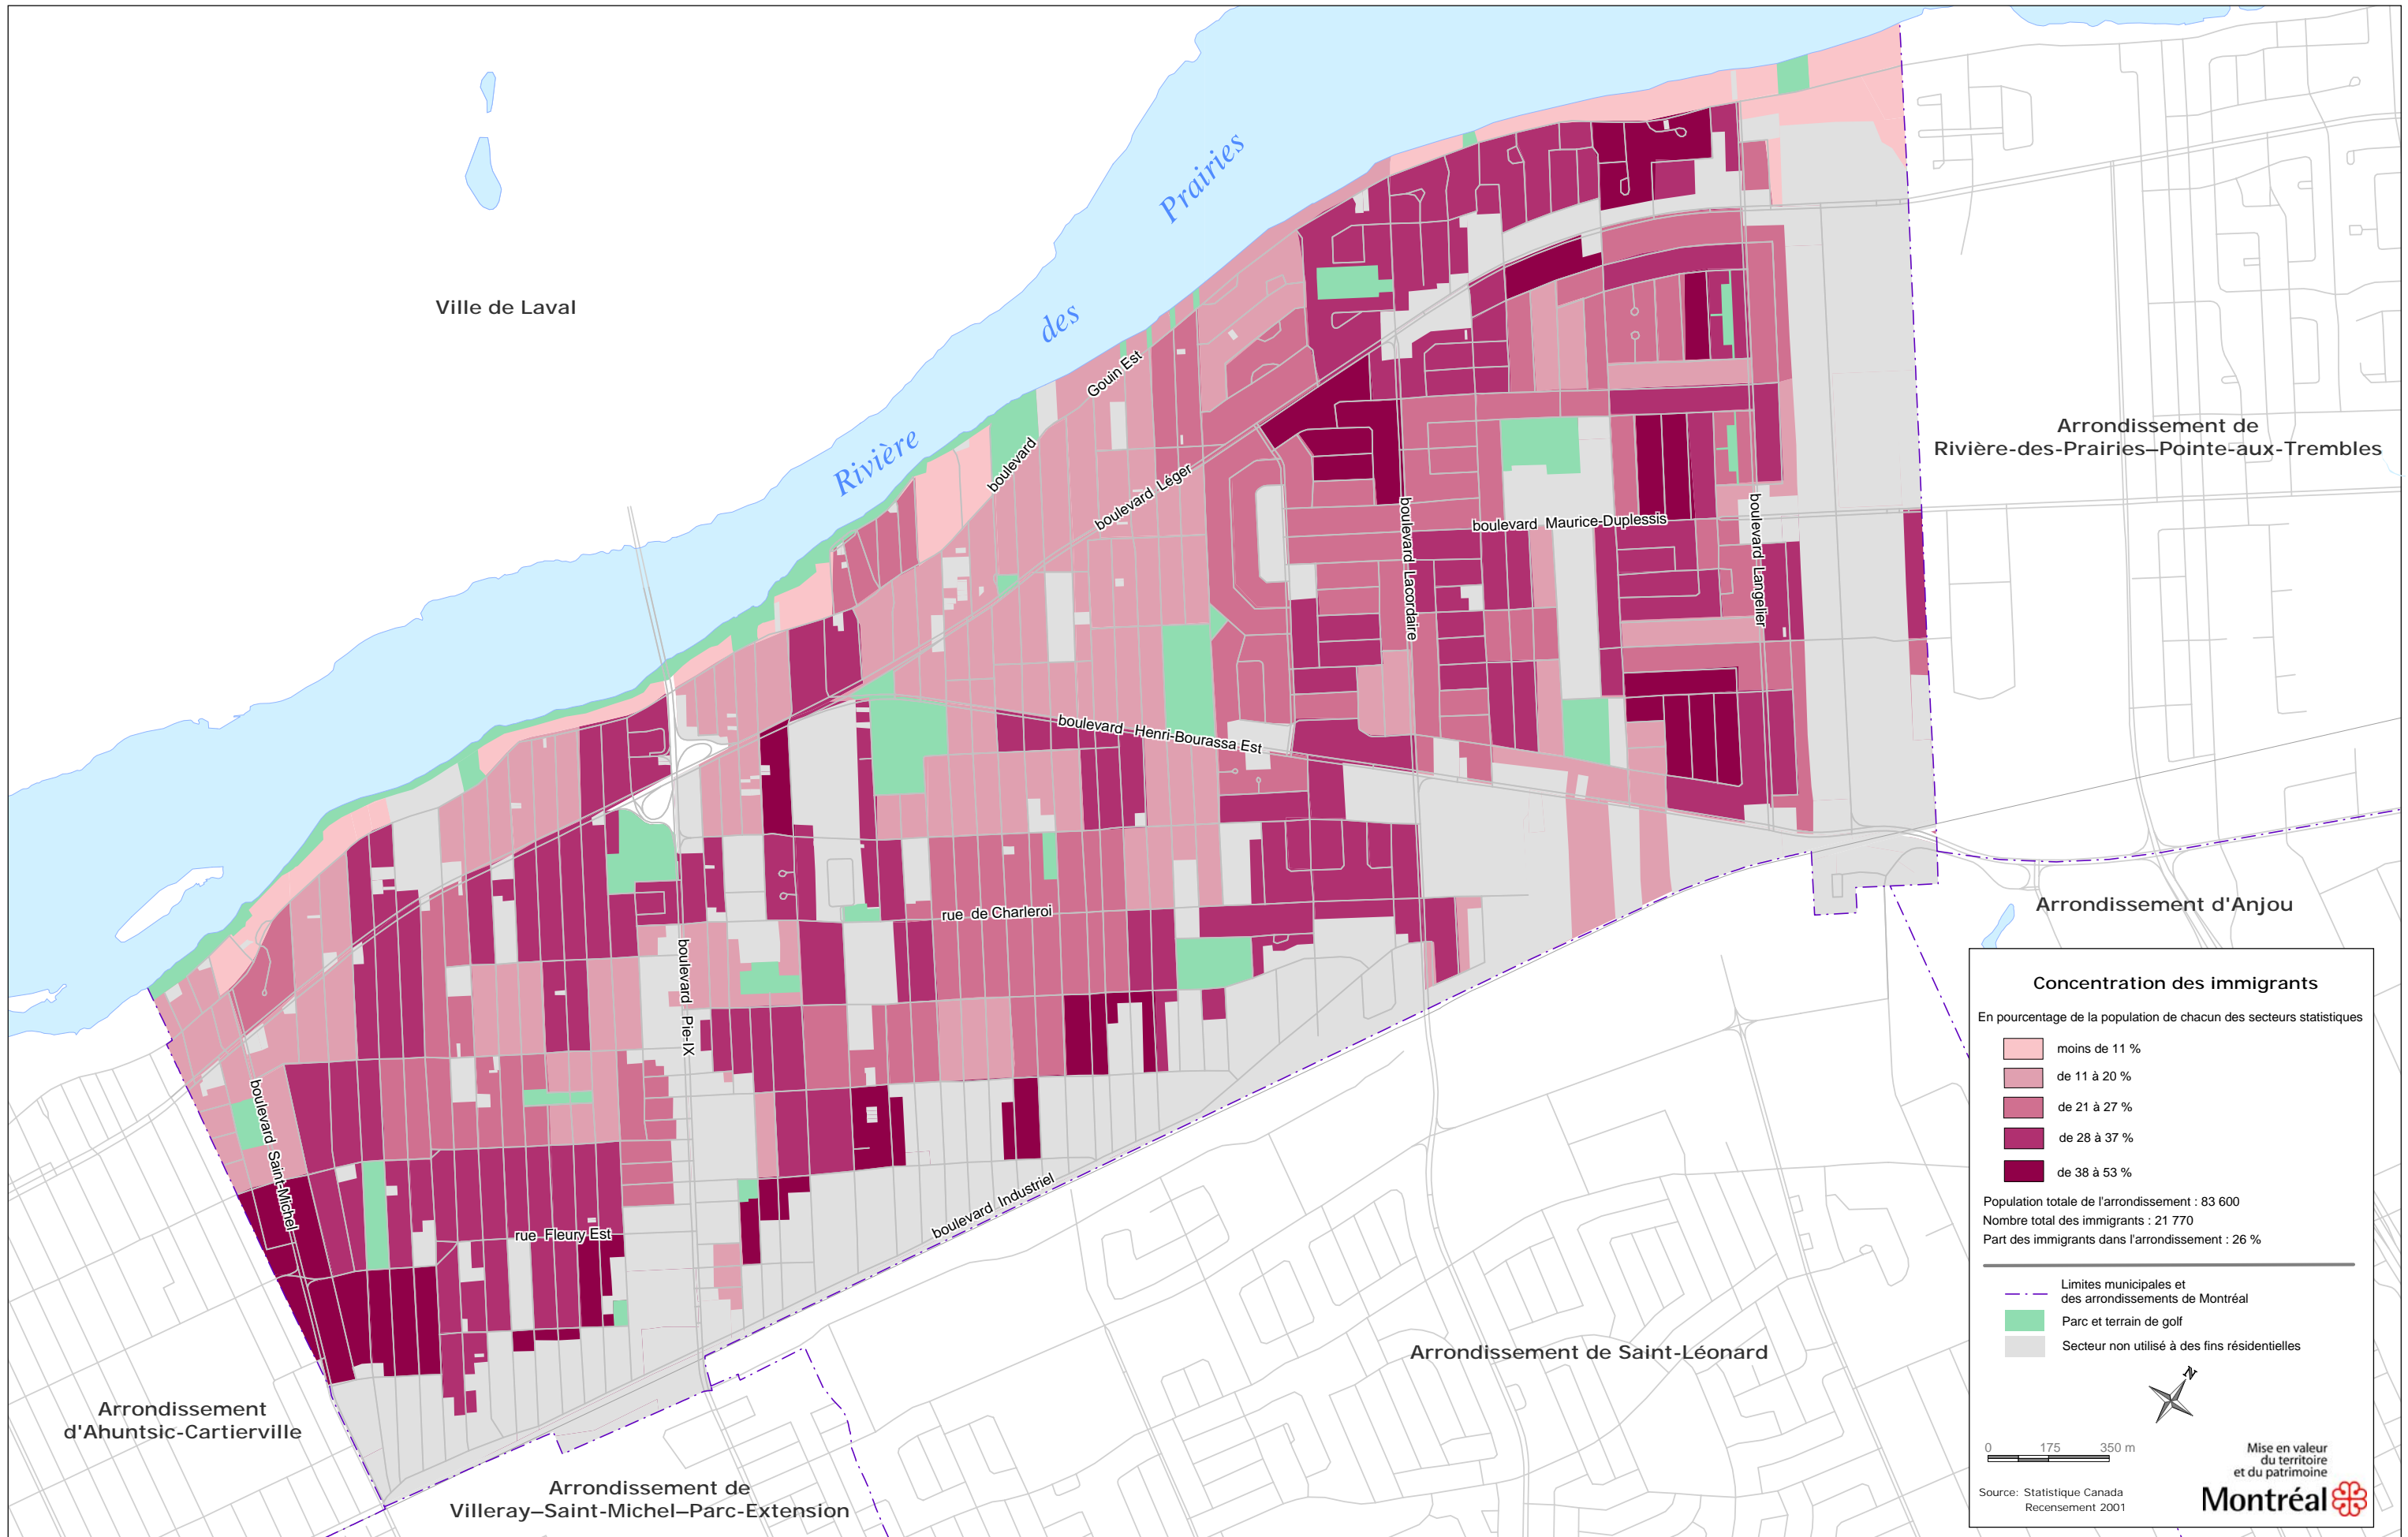 Ville de Laval
Rivière
des
Prairies
boulevard
Gouin Est
boulevard Léger
boulevard Maurice-Duplessis
boulevard Lacordaire
boulevard Langelier
boulevard Henri-Bourassa Est
rue de Charleroi
boulevard Pie-IX
boulevard Saint-Michel
rue Fleury Est
boulevard Industriel
Arrondissement de
Rivière-des-Prairies–Pointe-aux-Trembles
Arrondissement d'Anjou
Arrondissement de Saint-Léonard
Arrondissement
d'Ahuntsic-Cartierville
Arrondissement de
Villeray–Saint-Michel–Parc-Extension
Concentration des immigrants
En pourcentage de la population de chacun des secteurs statistiques
moins de 11 %
de 11 à 20 %
de 21 à 27 %
de 28 à 37 %
de 38 à 53 %
Population totale de l'arrondissement : 83 600
Nombre total des immigrants : 21 770
Part des immigrants dans l'arrondissement : 26 %
Limites municipales et
des arrondissements de Montréal
Parc et terrain de golf
Secteur non utilisé à des fins résidentielles
N
0 175 350 m
Mise en valeur
du territoire
et du patrimoine
Source: Statistique Canada
Recensement 2001
Montréal